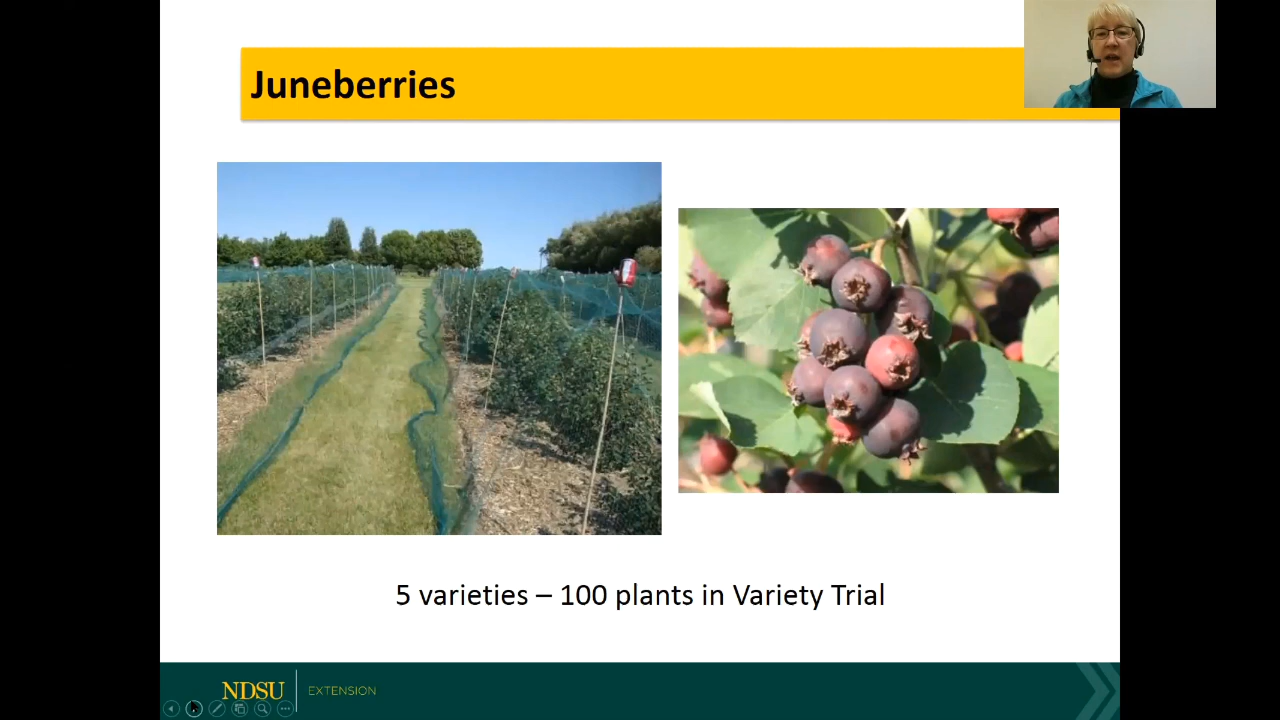 Juneberries
5 varieties – 100 plants in Variety Trial
NDSU EXTENSION